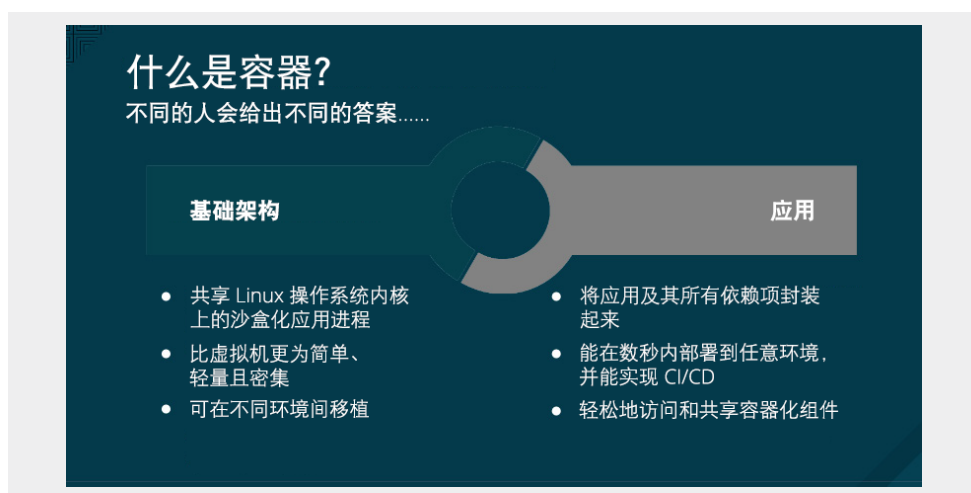 什么是容器?
不同的人会给出不同的答案......
基础架构
应用
● 共享 Linux 操作系统内核
上的沙盒化应用进程
● 比虚拟机更为简单、
轻量且密集
● 可在不同环境间移植
● 将应用及其所有依赖项封装
起来
● 能在数秒内部署到任意环境,
并能实现 CI/CD
● 轻松地访问和共享容器化组件